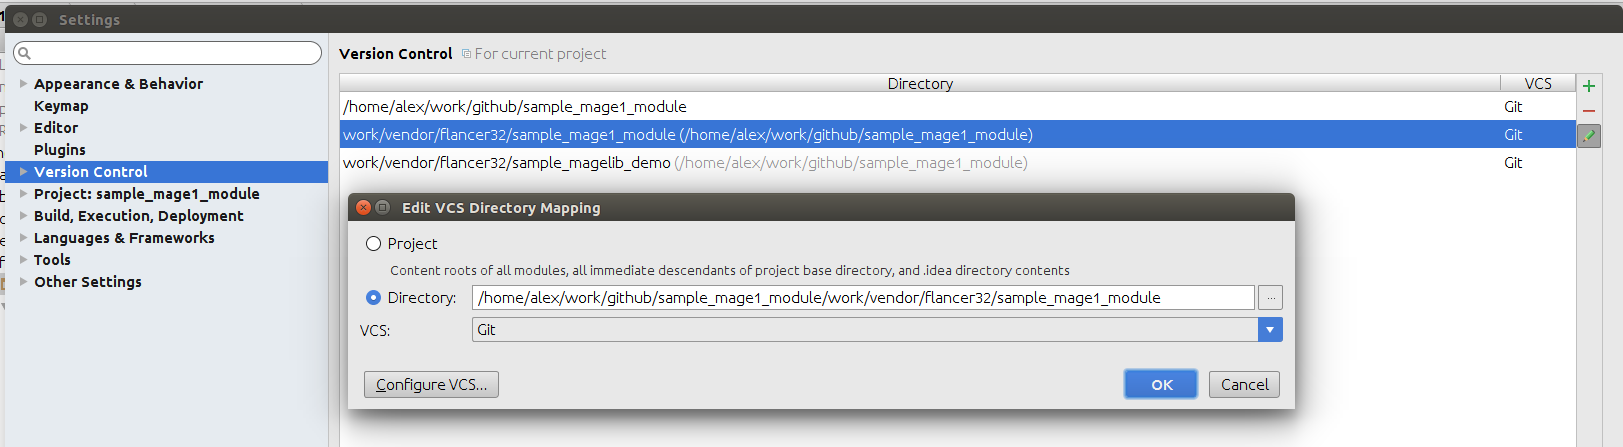 Settings
Version Control For current project
Appearance & Behavior
Keymap
Editor
Plugins
Version Control
Project: sample_mage1_module
Build, Execution, Deployment
Languages & Frameworks
Tools
Other Settings
Directory VCS
/home/alex/work/github/sample_mage1_module Git
work/vendor/flancer32/sample_mage1_module (/home/alex/work/github/sample_mage1_module) Git
work/vendor/flancer32/sample_magelib_demo (/home/alex/work/github/sample_mage1_module) Git
Edit VCS Directory Mapping
Project
Content roots of all modules, all immediate descendants of project base directory, and .idea directory contents
Directory: /home/alex/work/github/sample_mage1_module/work/vendor/flancer32/sample_mage1_module ...
VCS: Git
Configure VCS... OK Cancel